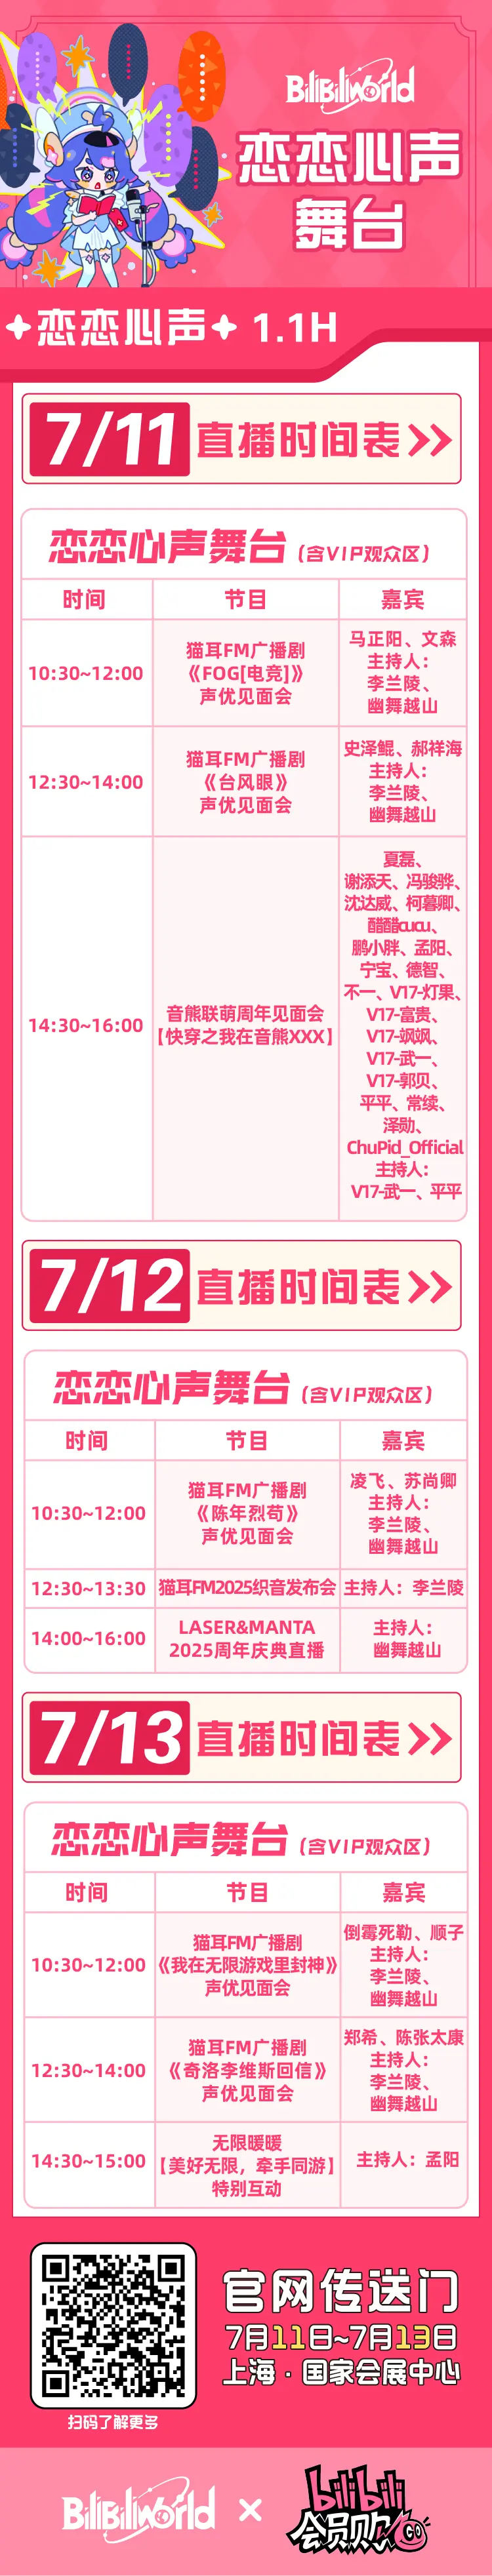 BilibiliWorld
恋恋心声
舞台
恋恋心声 1.1H
7/11 直播时间表>>
恋恋心声舞台（含VIP观众区）
时间 节目 嘉宾
10:30~12:00
猫耳FM广播剧
《FOG[电竞]》
声优见面会
马正阳、文森
主持人：
李兰陵、
幽舞越山
12:30~14:00
猫耳FM广播剧
《台风眼》
声优见面会
史泽鲲、郝祥海
主持人：
李兰陵、
幽舞越山
14:30~16:00
音熊联萌周年见面会
【快穿之我在音熊XXX】
夏磊、
谢添天、冯骏骅、
沈达威、柯暮卿、
醋醋cucu、
鹏小胖、孟阳、
宁宝、德智、
不一、V17-灯果、
V17-富贵、
V17-飒飒、
V17-武一、
V17-郭贝、
平平、常续、
泽勋、
ChuPid_Official
主持人：
V17-武一、平平
7/12 直播时间表>>
恋恋心声舞台（含VIP观众区）
时间 节目 嘉宾
10:30~12:00
猫耳FM广播剧
《陈年烈苟》
声优见面会
凌飞、苏尚卿
主持人：
李兰陵、
幽舞越山
12:30~13:30 猫耳FM2025织音发布会 主持人：李兰陵
14:00~16:00
LASER&MANTA
2025周年庆典直播
主持人：
幽舞越山
7/13 直播时间表>>
恋恋心声舞台（含VIP观众区）
时间 节目 嘉宾
10:30~12:00
猫耳FM广播剧
《我在无限游戏里封神》
声优见面会
倒霉死勒、顺子
主持人：
李兰陵、
幽舞越山
12:30~14:00
猫耳FM广播剧
《奇洛李维斯回信》
声优见面会
郑希、陈张太康
主持人：
李兰陵、
幽舞越山
14:30~15:00
无限暖暖
【美好无限，牵手同游】
特别互动
主持人：孟阳
官网传送门
7月11日~7月13日
上海·国家会展中心
扫码了解更多
BilibiliWorld × bilibili
会员购